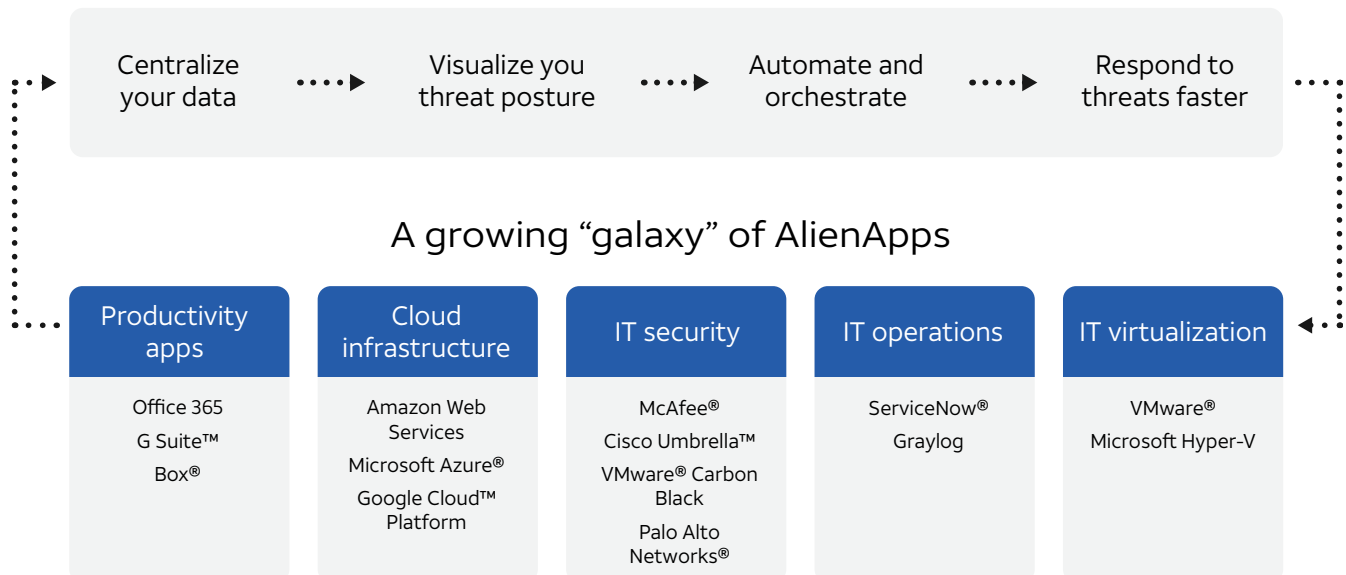 Centralize
your data
Visualize you
threat posture
Automate and
orchestrate
Respond to
threats faster
A growing “galaxy” of AlienApps
Productivity
apps
Office 365
G Suite™
Box®
Cloud
infrastructure
Amazon Web
Services
Microsoft Azure®
Google Cloud™
Platform
IT security
McAfee®
Cisco Umbrella™
VMware® Carbon
Black
Palo Alto
Networks®
IT operations
ServiceNow®
Graylog
IT virtualization
VMware®
Microsoft Hyper-V